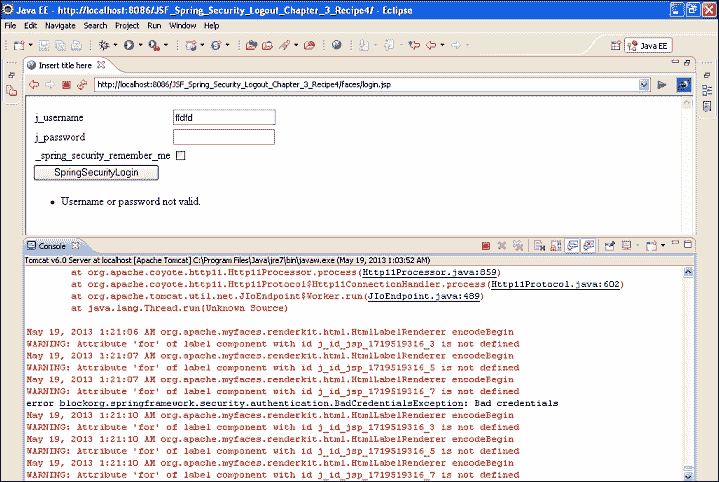 Java EE - http://localhost:8086/JSF_Spring_Security_Logout_Chapter_3_Recipe4/ - Eclipse
File Edit Navigate Search Project Run Window Help
Java EE
Insert title here
http://localhost:8086/JSF_Spring_Security_Logout_Chapter_3_Recipe4/faces/login.jsp
j_username ffdfd
j_password
_spring_security_remember_me
SpringSecurityLogin
• Username or password not valid.
Console
Tomcat v6.0 Server at localhost [Apache Tomcat] C:\Program Files\Java\jre7\bin\javaw.exe (May 19, 2013 1:03:52 AM)
at org.apache.coyote.http11.Http11Processor.process(Http11Processor.java:859)
at org.apache.coyote.http11.Http11Protocol$Http11ConnectionHandler.process(Http11Protocol.java:602)
at org.apache.tomcat.util.net.JIoEndpoint$Worker.run(JIoEndpoint.java:489)
at java.lang.Thread.run(Unknown Source)
May 19, 2013 1:21:06 AM org.apache.myfaces.renderkit.html.HtmlLabelRenderer encodeBegin
WARNING: Attribute 'for' of label component with id j_id_jsp_1719519316_3 is not defined
May 19, 2013 1:21:07 AM org.apache.myfaces.renderkit.html.HtmlLabelRenderer encodeBegin
WARNING: Attribute 'for' of label component with id j_id_jsp_1719519316_5 is not defined
May 19, 2013 1:21:07 AM org.apache.myfaces.renderkit.html.HtmlLabelRenderer encodeBegin
WARNING: Attribute 'for' of label component with id j_id_jsp_1719519316_7 is not defined
error blockorg.springframework.security.authentication.BadCredentialsException: Bad credentials
May 19, 2013 1:21:10 AM org.apache.myfaces.renderkit.html.HtmlLabelRenderer encodeBegin
WARNING: Attribute 'for' of label component with id j_id_jsp_1719519316_3 is not defined
May 19, 2013 1:21:10 AM org.apache.myfaces.renderkit.html.HtmlLabelRenderer encodeBegin
WARNING: Attribute 'for' of label component with id j_id_jsp_1719519316_5 is not defined
May 19, 2013 1:21:10 AM org.apache.myfaces.renderkit.html.HtmlLabelRenderer encodeBegin
WARNING: Attribute 'for' of label component with id j_id_jsp_1719519316_7 is not defined